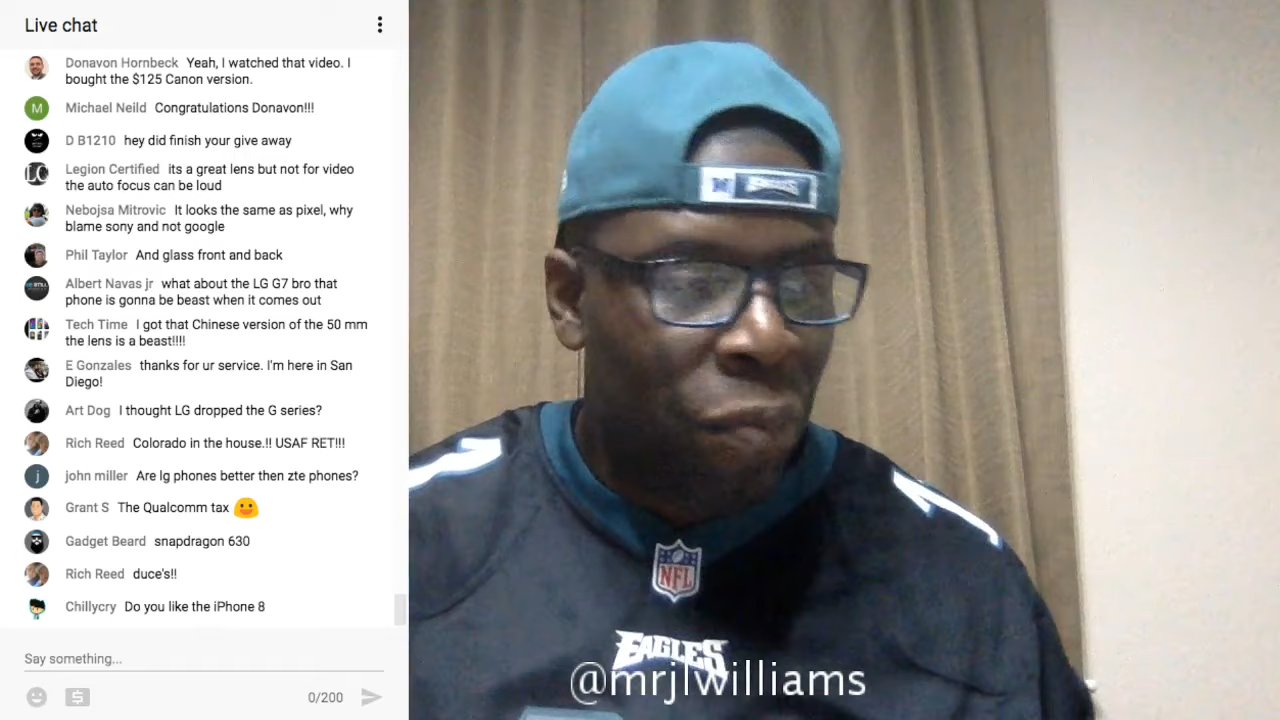 Live chat
Donavon Hornbeck Yeah, I watched that video. I
bought the $125 Canon version.
M
Michael Neild Congratulations Donavon!!!
D B1210 hey did finish your give away
LC
Legion Certified its a great lens but not for video
the auto focus can be loud
Nebojsa Mitrovic It looks the same as pixel, why
blame sony and not google
Phil Taylor And glass front and back
Albert Navas jr what about the LG G7 bro that
phone is gonna be beast when it comes out
Tech Time I got that Chinese version of the 50 mm
the lens is a beast!!!!
E Gonzales thanks for ur service. I'm here in San
Diego!
Art Dog I thought LG dropped the G series?
Rich Reed Colorado in the house.!! USAF RET!!!
j
john miller Are lg phones better then zte phones?
Grant S The Qualcomm tax
Gadget Beard snapdragon 630
Rich Reed duce's!!
Chillycry Do you like the iPhone 8
Say something...
$
0/200
EAGLES
NFL
EAGLES
@mrjlwilliams